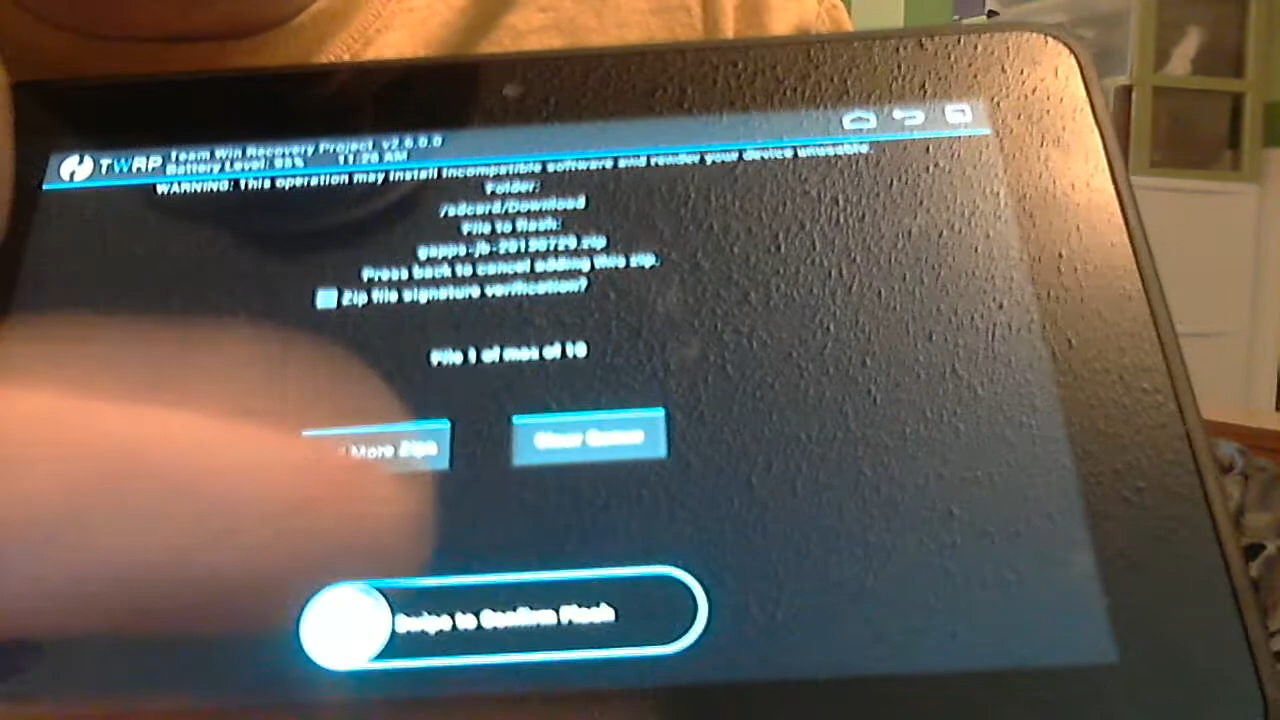 TWRP
Team Win Recovery Project v2.6.0.0
Battery Level: 95% 11:26 AM
WARNING: This operation may install incompatible software and render your device unusable.
Folder:
/sdcard/Download
File to flash:
Press back to cancel adding this zip.
Zip file signature verification?
File 1 of max of 10
More Zips
Swipe to Confirm Flash